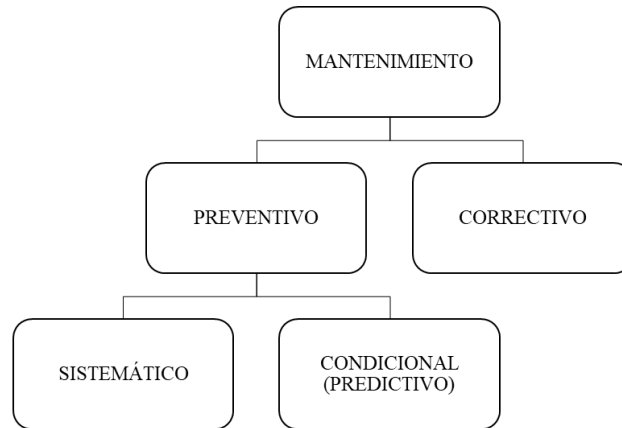 MANTENIMIENTO
PREVENTIVO
CORRECTIVO
SISTEMÁTICO
CONDICIONAL
(PREDICTIVO)